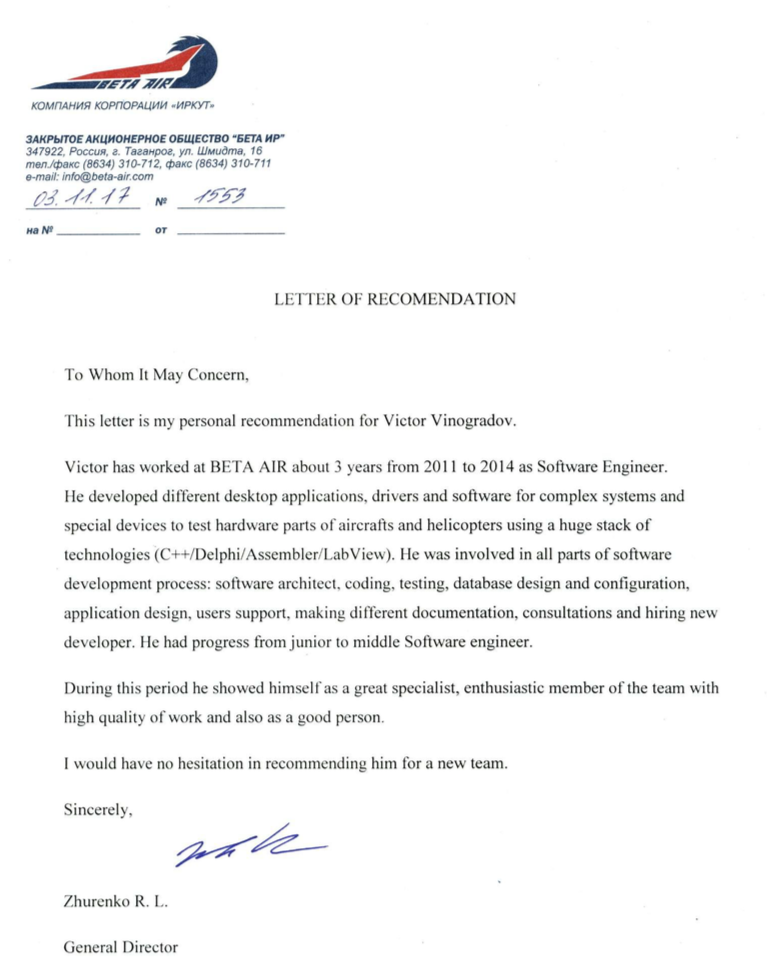 BETA AIR
КОМПАНИЯ КОРПОРАЦИИ «ИРКУТ»
ЗАКРЫТОЕ АКЦИОНЕРНОЕ ОБЩЕСТВО "БЕТА ИР"
347922, Россия, г. Таганрог, ул. Шмидта, 16
тел./факс (8634) 310-712, факс (8634) 310-711
e-mail: info@beta-air.com
03.11.17 № 1553
на № от
LETTER OF RECOMENDATION
To Whom It May Concern,
This letter is my personal recommendation for Victor Vinogradov.
Victor has worked at BETA AIR about 3 years from 2011 to 2014 as Software Engineer.
He developed different desktop applications, drivers and software for complex systems and
special devices to test hardware parts of aircrafts and helicopters using a huge stack of
technologies (C++/Delphi/Assembler/LabView). He was involved in all parts of software
development process: software architect, coding, testing, database design and configuration,
application design, users support, making different documentation, consultations and hiring new
developer. He had progress from junior to middle Software engineer.
During this period he showed himself as a great specialist, enthusiastic member of the team with
high quality of work and also as a good person.
I would have no hesitation in recommending him for a new team.
Sincerely,
Zhurenko R. L.
General Director